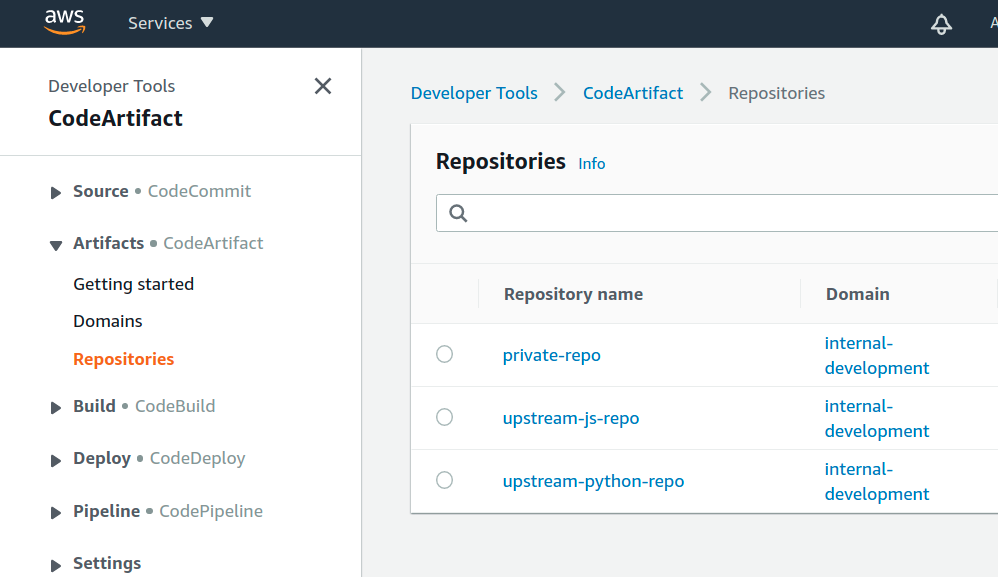 aws
Services
A
Developer Tools
CodeArtifact
Source • CodeCommit
Artifacts • CodeArtifact
Getting started
Domains
Repositories
Build • CodeBuild
Deploy • CodeDeploy
Pipeline • CodePipeline
Settings
Developer Tools
CodeArtifact
Repositories
Repositories Info
Repository name
Domain
private-repo
internal-
development
upstream-js-repo
internal-
development
upstream-python-repo
internal-
development